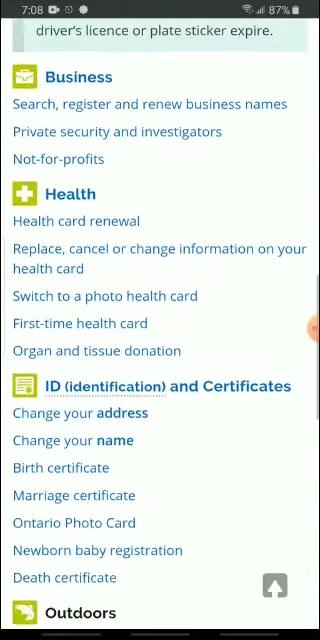 7:08
87%
driver's licence or plate sticker expire.
Business
Search, register and renew business names
Private security and investigators
Not-for-profits
Health
Health card renewal
Replace, cancel or change information on your
health card
Switch to a photo health card
First-time health card
Organ and tissue donation
ID (identification) and Certificates
Change your address
Change your name
Birth certificate
Marriage certificate
Ontario Photo Card
Newborn baby registration
Death certificate
Outdoors